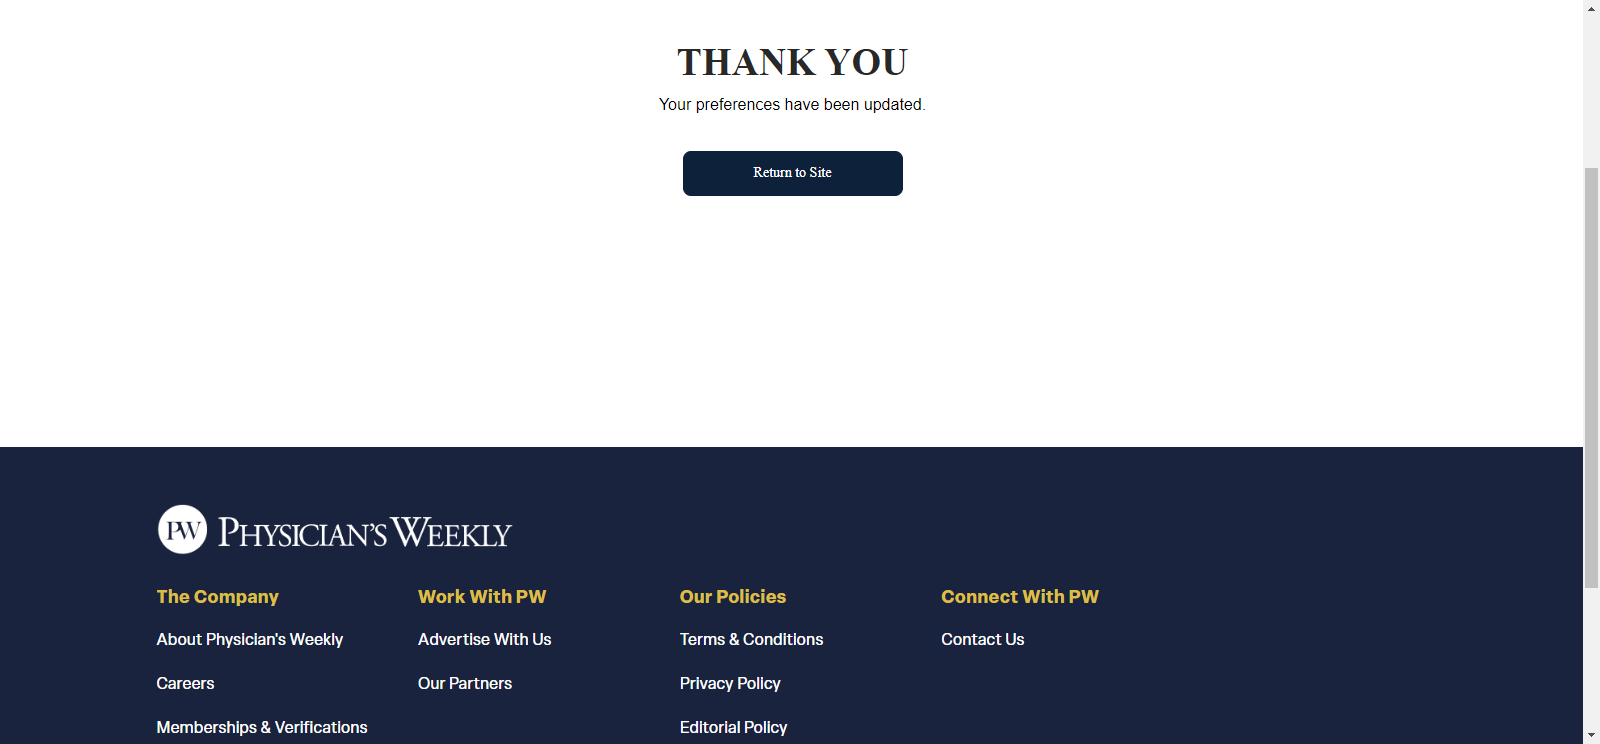 THANK YOU
Your preferences have been updated.
Return to Site
PW PHYSICIAN'S WEEKLY
The Company
About Physician's Weekly
Careers
Memberships & Verifications
Work With PW
Advertise With Us
Our Partners
Our Policies
Terms & Conditions
Privacy Policy
Editorial Policy
Connect With PW
Contact Us